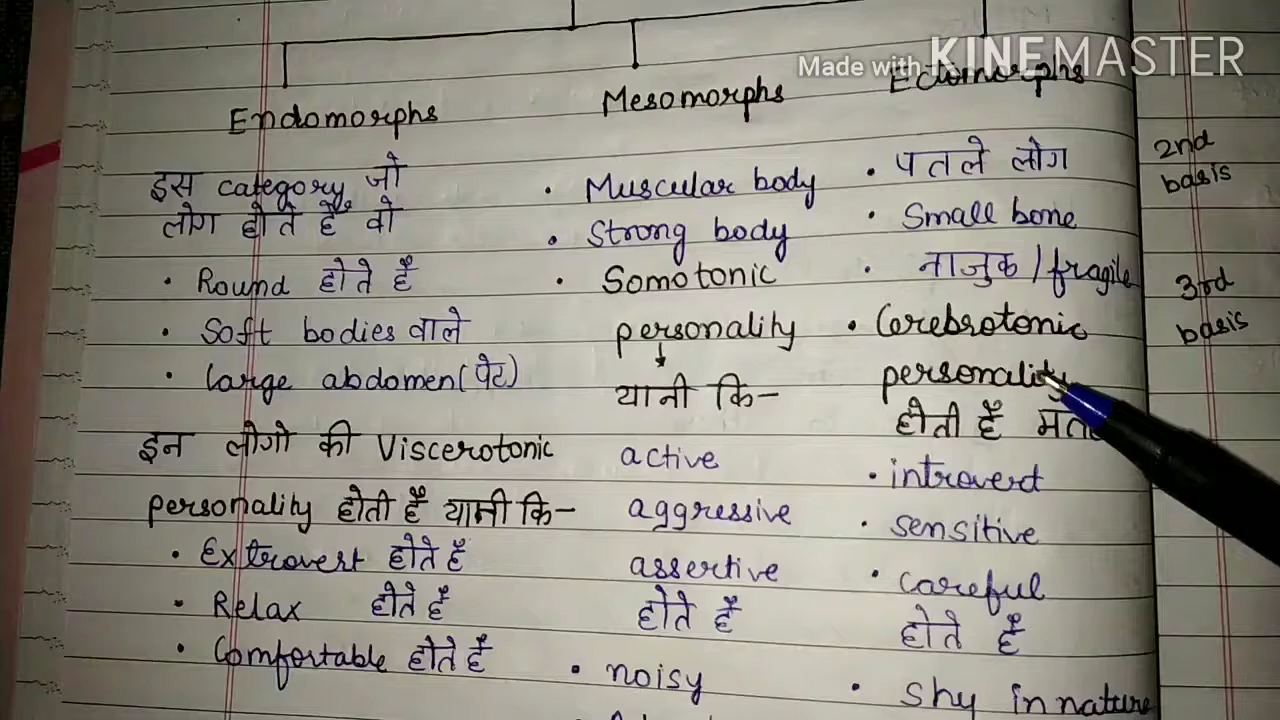 Made with KINEMASTER
Endomorphs
इस category जो
लोग होते हैं वो
• Round होते हैं
• Soft bodies वाले
• large abdomen (पेट)
इन लोगो की Viscerotonic
personality होती हैं यानी कि-
• Extrovert होते हैं
• Relax होते हैं
• Comfortable होते हैं
Mesomorphs
• Muscular body
• Strong body
• Somotonic
personality
यानी कि-
active
aggressive
assertive
होते हैं
• noisy
Ectomorphs
• पतले लोग
• Small bone
• नाजुक / fragile
• Cerebrotonic
personality
होती हैं
• introvert
• sensitive
• careful
होते हैं
• Shy in nature
2nd
basis
3rd
basis